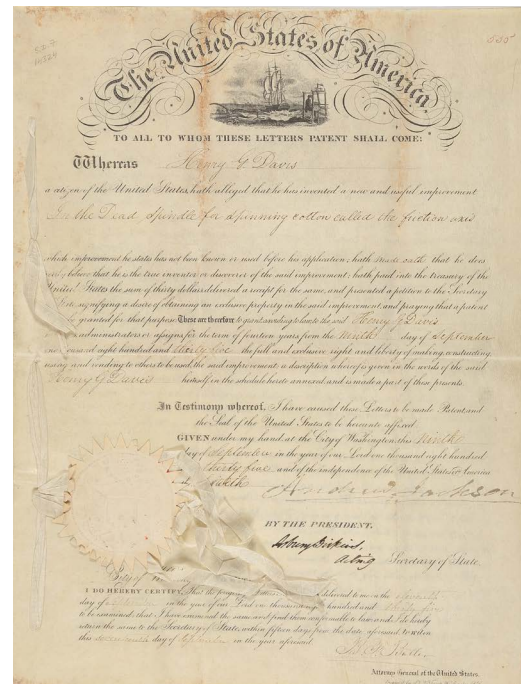 535
The United States of America.
TO ALL TO WHOM THESE LETTERS PATENT SHALL COME:
Whereas Henry G Davis
a citizen of the United States, hath alledged that he has invented a new and useful improvement
In the Dead Spindle for spinning cotton called the friction axis
which improvement he states has not been known or used before his application; hath made oath that he does
verily believe that he is the true inventor or discoverer of the said improvement; hath paid into the treasury of the
United States the sum of thirty dollars, delivered a receipt for the same, and presented a petition to the Secretary
of State, signifying a desire of obtaining an exclusive property in the said improvement, and praying that a patent
may be granted for that purpose: These are therefore to grant according to law to the said Henry G Davis
administrators or assigns for the term of fourteen years from the ninth day of September
one thousand eight hundred and thirty five the full and exclusive right and liberty of making, constructing,
using and vending to others to be used, the said improvement, a description whereof is given in the words of the said
Henry G Davis himself, in the schedule hereto annexed and is made a part of these presents.
In Testimony whereof, I have caused these Letters to be made Patent, and
the Seal of the United States to be hereunto affixed.
GIVEN under my hand, at the City of Washington, this ninth
day of September in the year of our Lord one thousand eight hundred
thirty five and of the independence of the United States of America
Andrew Jackson
BY THE PRESIDENT.
Asbury Dickins,
Acting Secretary of State.
City of
I DO HEREBY CERTIFY, That the delivered to me on the
day of in the year of our Lord one thousand eight hundred and thirty five
to be examined; that I have examined the same and find them conformable to law; and I do hereby
return the same to the Secretary of State, within fifteen days from the date aforesaid, to wit: on
this seventeenth day of September in the year aforesaid.
Attorney General of the United States.